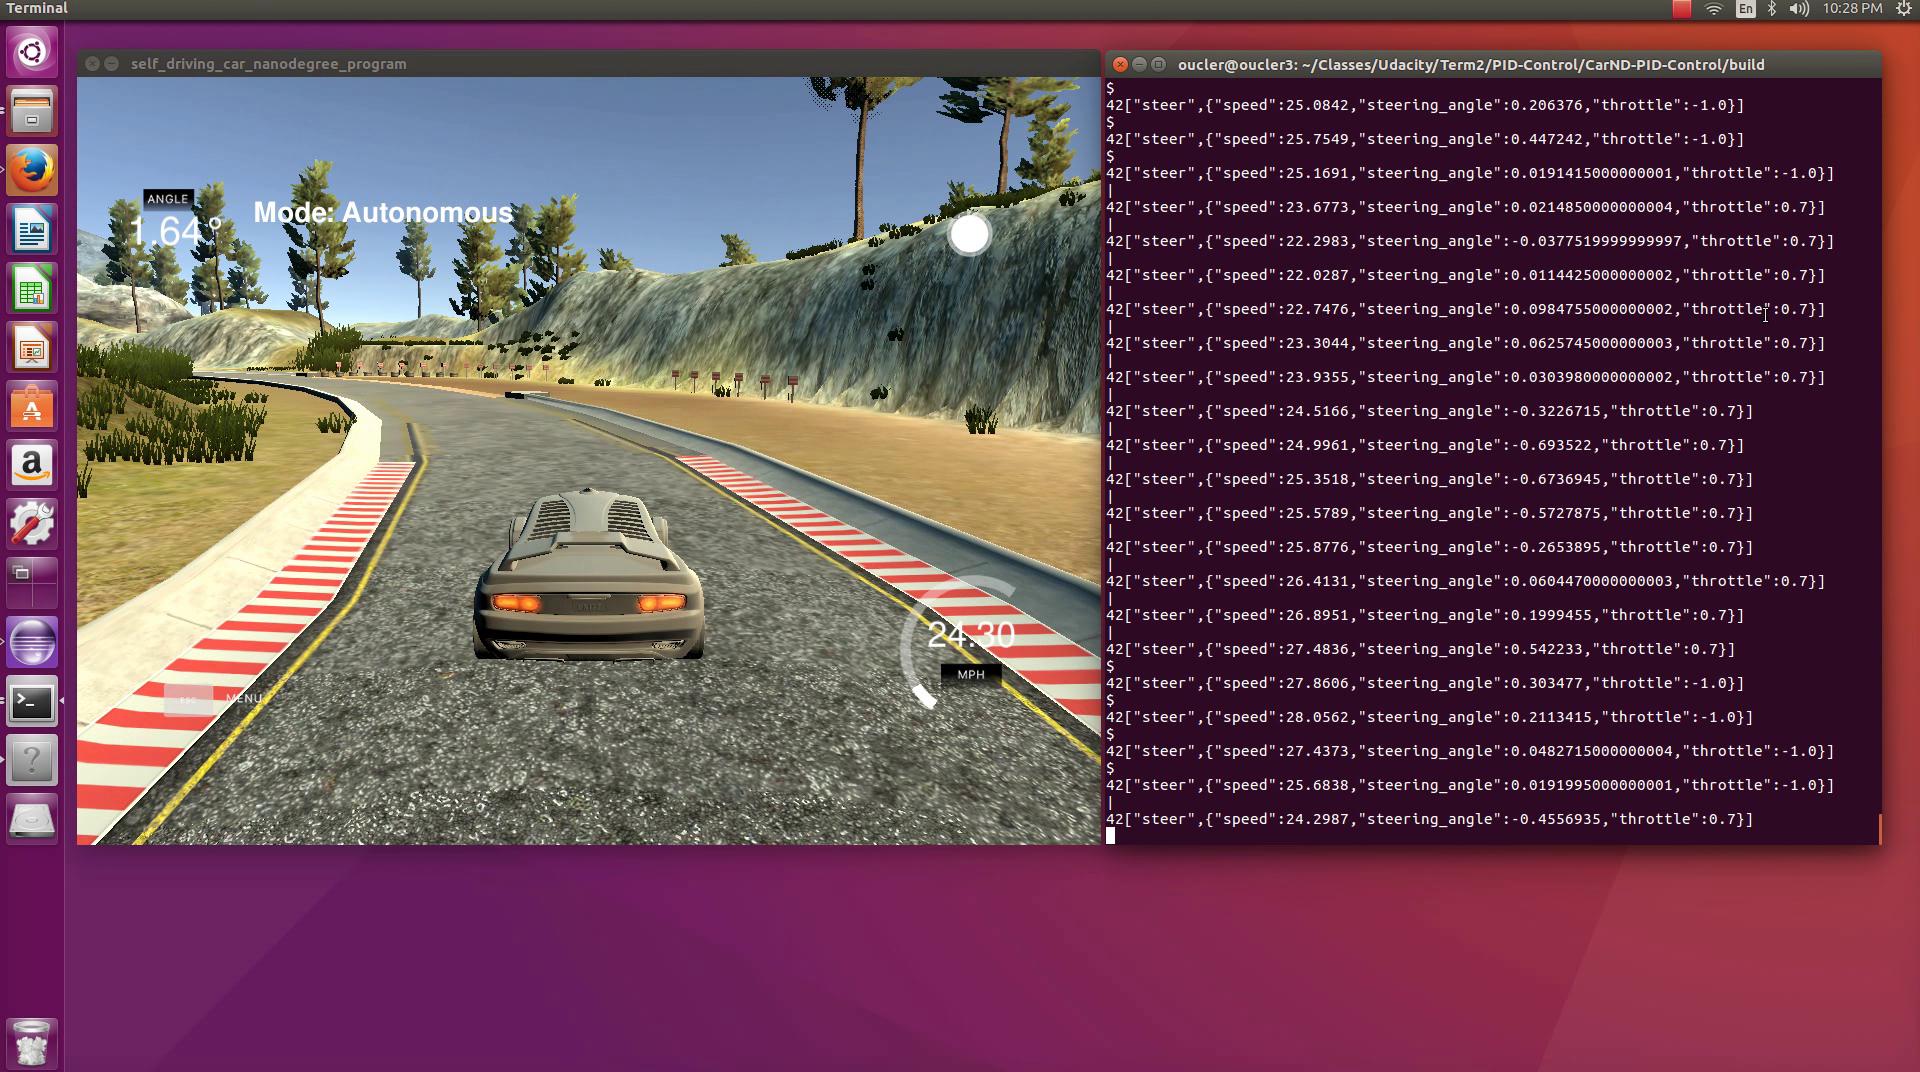 Terminal
En
10:28 PM
self_driving_car_nanodegree_program
ANGLE
1.64°
Mode: Autonomous
24.30
MPH
ESC
MENU
oucler@oucler3: ~/Classes/Udacity/Term2/PID-Control/CarND-PID-Control/build
$
42["steer",{"speed":25.0842,"steering_angle":0.206376,"throttle":-1.0}]
$
42["steer",{"speed":25.7549,"steering_angle":0.447242,"throttle":-1.0}]
$
42["steer",{"speed":25.1691,"steering_angle":0.0191415000000001,"throttle":-1.0}]
|
42["steer",{"speed":23.6773,"steering_angle":0.0214850000000004,"throttle":0.7}]
|
42["steer",{"speed":22.2983,"steering_angle":-0.0377519999999997,"throttle":0.7}]
|
42["steer",{"speed":22.0287,"steering_angle":0.0114425000000002,"throttle":0.7}]
|
42["steer",{"speed":22.7476,"steering_angle":0.0984755000000002,"throttle":0.7}]
|
42["steer",{"speed":23.3044,"steering_angle":0.0625745000000003,"throttle":0.7}]
|
42["steer",{"speed":23.9355,"steering_angle":0.0303980000000002,"throttle":0.7}]
|
42["steer",{"speed":24.5166,"steering_angle":-0.3226715,"throttle":0.7}]
|
42["steer",{"speed":24.9961,"steering_angle":-0.693522,"throttle":0.7}]
|
42["steer",{"speed":25.3518,"steering_angle":-0.6736945,"throttle":0.7}]
|
42["steer",{"speed":25.5789,"steering_angle":-0.5727875,"throttle":0.7}]
|
42["steer",{"speed":25.8776,"steering_angle":-0.2653895,"throttle":0.7}]
|
42["steer",{"speed":26.4131,"steering_angle":0.0604470000000003,"throttle":0.7}]
|
42["steer",{"speed":26.8951,"steering_angle":0.1999455,"throttle":0.7}]
|
42["steer",{"speed":27.4836,"steering_angle":0.542233,"throttle":0.7}]
$
42["steer",{"speed":27.8606,"steering_angle":0.303477,"throttle":-1.0}]
$
42["steer",{"speed":28.0562,"steering_angle":0.2113415,"throttle":-1.0}]
$
42["steer",{"speed":27.4373,"steering_angle":0.0482715000000004,"throttle":-1.0}]
$
42["steer",{"speed":25.6838,"steering_angle":0.0191995000000001,"throttle":-1.0}]
|
42["steer",{"speed":24.2987,"steering_angle":-0.4556935,"throttle":0.7}]